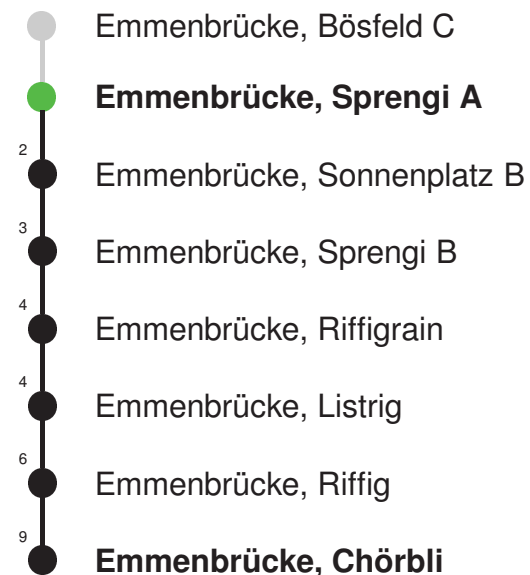 Emmenbrücke, Bösfeld C
Emmenbrücke, Sprengi A
2 Emmenbrücke, Sonnenplatz B
3 Emmenbrücke, Sprengi B
4 Emmenbrücke, Riffigrain
4 Emmenbrücke, Listrig
6 Emmenbrücke, Riffig
9 Emmenbrücke, Chörbli